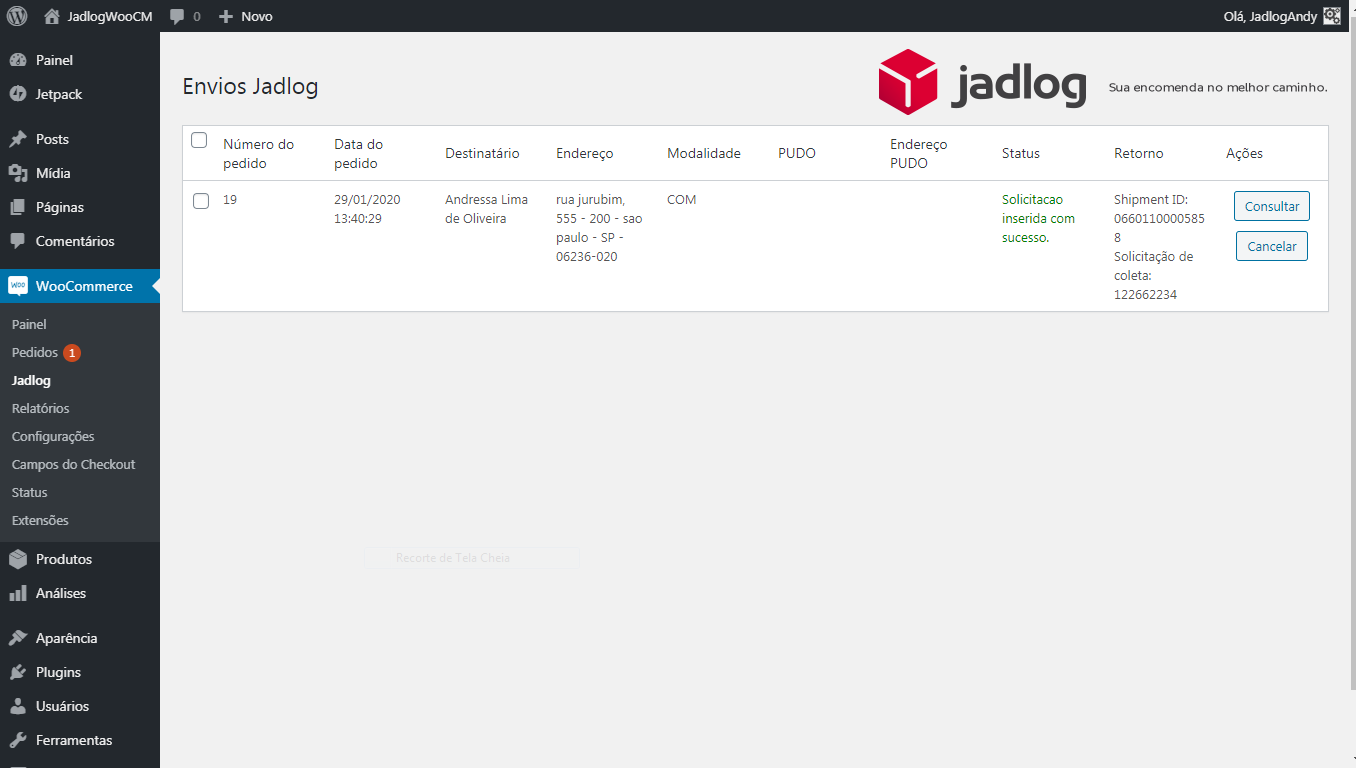 JadlogWooCM
0
Novo
Olá, JadlogAndy
Painel
Jetpack
Posts
Mídia
Páginas
Comentários
WooCommerce
Painel
Pedidos 1
Jadlog
Relatórios
Configurações
Campos do Checkout
Status
Extensões
Produtos
Análises
Aparência
Plugins
Usuários
Ferramentas
Envios Jadlog
jadlog
Sua encomenda no melhor caminho.
Número do
pedido
Data do
pedido
Destinatário
Endereço
Modalidade
PUDO
Endereço
PUDO
Status
Retorno
Ações
19
29/01/2020
13:40:29
Andressa Lima
de Oliveira
rua jurubim,
555 - 200 - sao
paulo - SP -
06236-020
COM
Solicitacao
inserida com
sucesso.
Shipment ID:
0660110000585
8
Solicitação de
coleta:
122662234
Consultar
Cancelar
Recorte de Tela Cheia